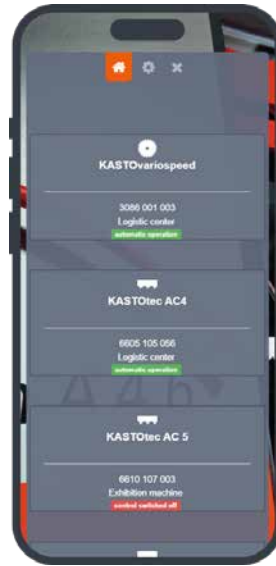 KASTOvariospeed
3086 001 003
Logistic center
automatic operation
KASTOtec AC4
6605 105 056
Logistic center
automatic operation
KASTOtec AC 5
6610 107 003
Exhibition machine
control switched off